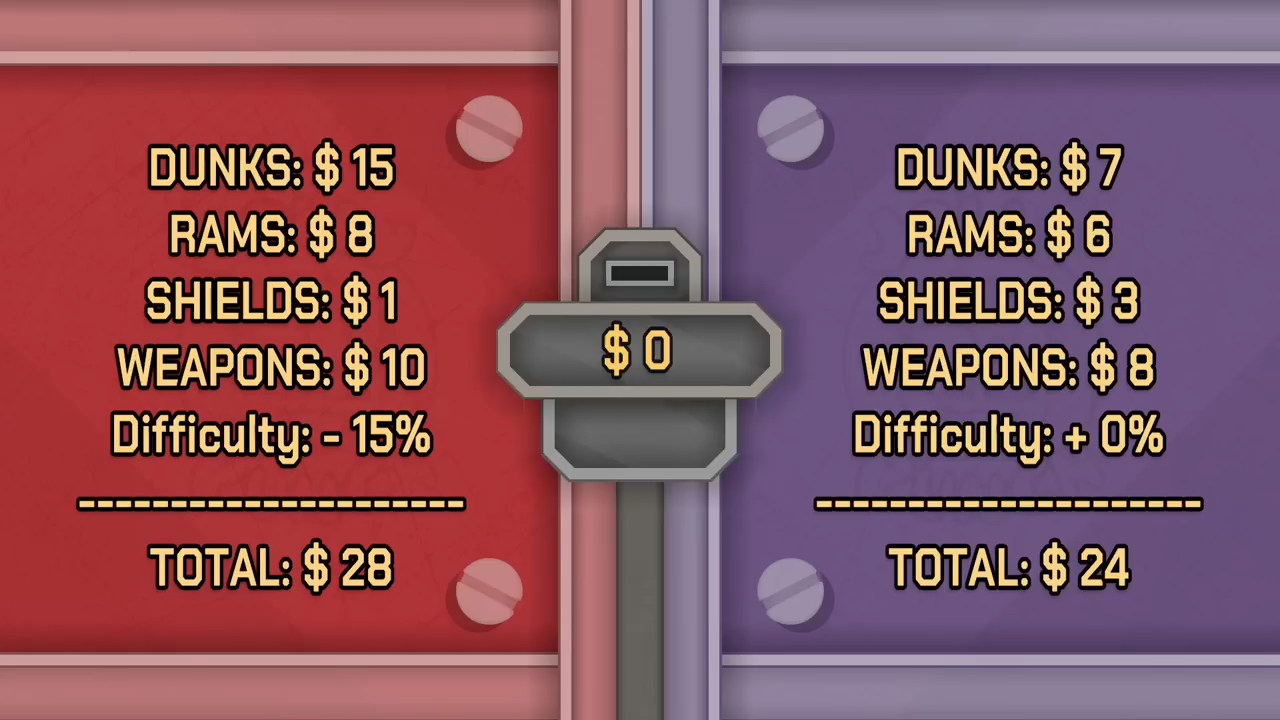 DUNKS: $ 15
RAMS: $ 8
SHIELDS: $ 1
WEAPONS: $ 10
Difficulty: - 15%
---------------------
TOTAL: $ 28
$ 0
DUNKS: $ 7
RAMS: $ 6
SHIELDS: $ 3
WEAPONS: $ 8
Difficulty: + 0%
---------------------
TOTAL: $ 24